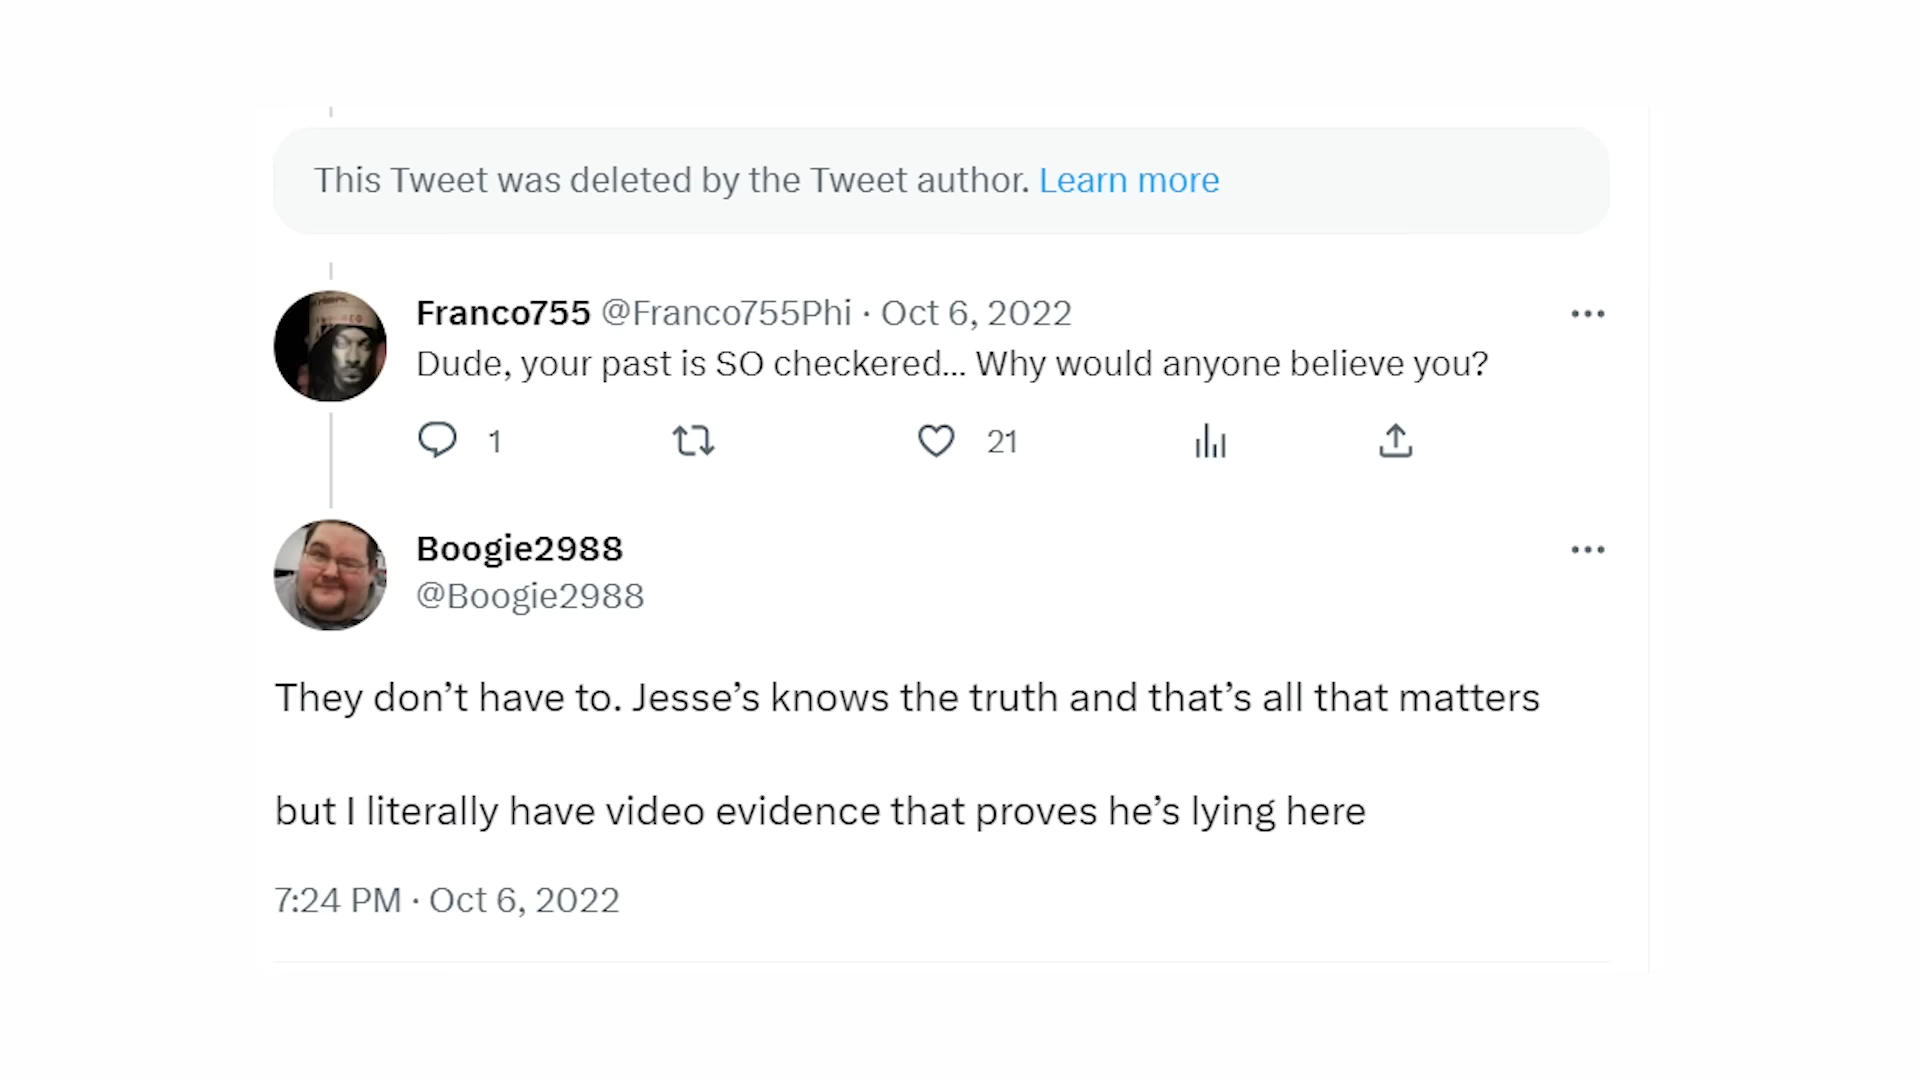 This Tweet was deleted by the Tweet author. Learn more
Franco755 @Franco755Phi · Oct 6, 2022
Dude, your past is SO checkered... Why would anyone believe you?
1
21
Boogie2988
@Boogie2988
They don’t have to. Jesse’s knows the truth and that’s all that matters
but I literally have video evidence that proves he’s lying here
7:24 PM · Oct 6, 2022